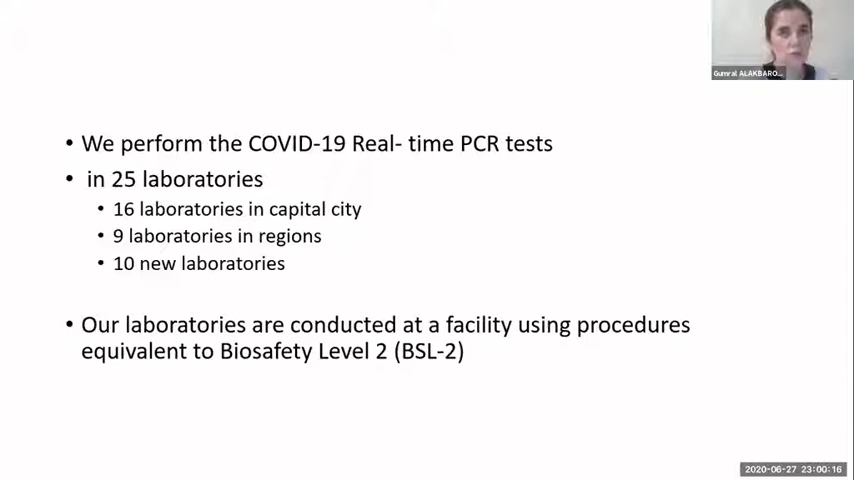 Gumral ALAKBARO...
• We perform the COVID-19 Real- time PCR tests
• in 25 laboratories
• 16 laboratories in capital city
• 9 laboratories in regions
• 10 new laboratories
• Our laboratories are conducted at a facility using procedures
equivalent to Biosafety Level 2 (BSL-2)
2020-06-27 23:00:16